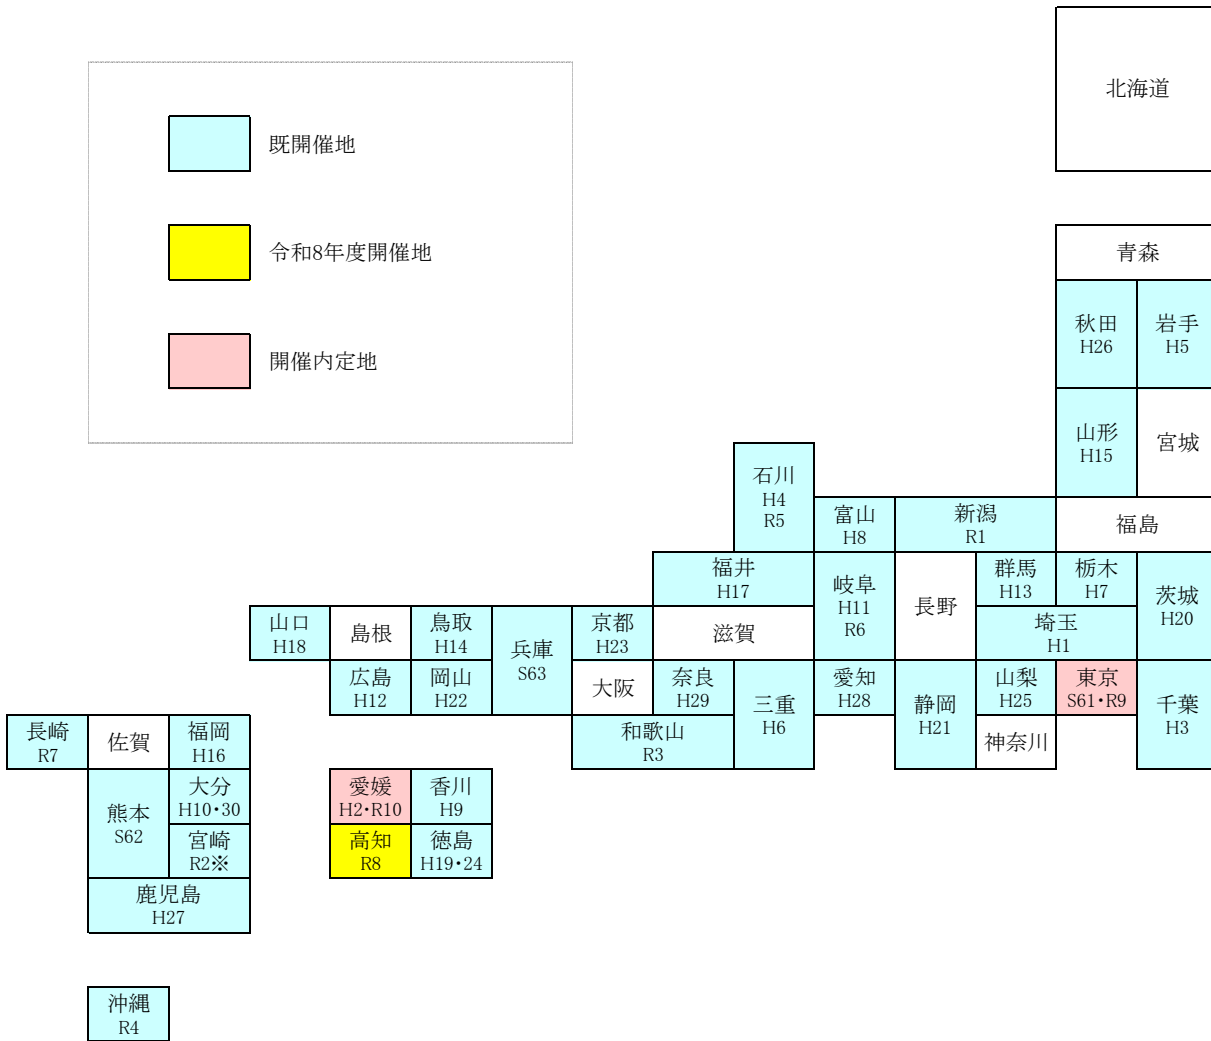 北海道
既開催地
令和8年度開催地
開催内定地
青森
秋田
H26
岩手
H5
山形
H15
宮城
石川
H4
R5
富山
H8
新潟
R1
福島
福井
H17
岐阜
H11
R6
長野
群馬
H13
栃木
H7
茨城
H20
山口
H18
島根
鳥取
H14
兵庫
S63
京都
H23
滋賀
埼玉
H1
広島
H12
岡山
H22
大阪
奈良
H29
三重
H6
愛知
H28
静岡
H21
山梨
H25
東京
S61・R9
千葉
H3
長崎
R7
佐賀
福岡
H16
和歌山
R3
神奈川
熊本
S62
大分
H10・30
愛媛
H2・R10
香川
H9
宮崎
R2※
高知
R8
徳島
H19・24
鹿児島
H27
沖縄
R4